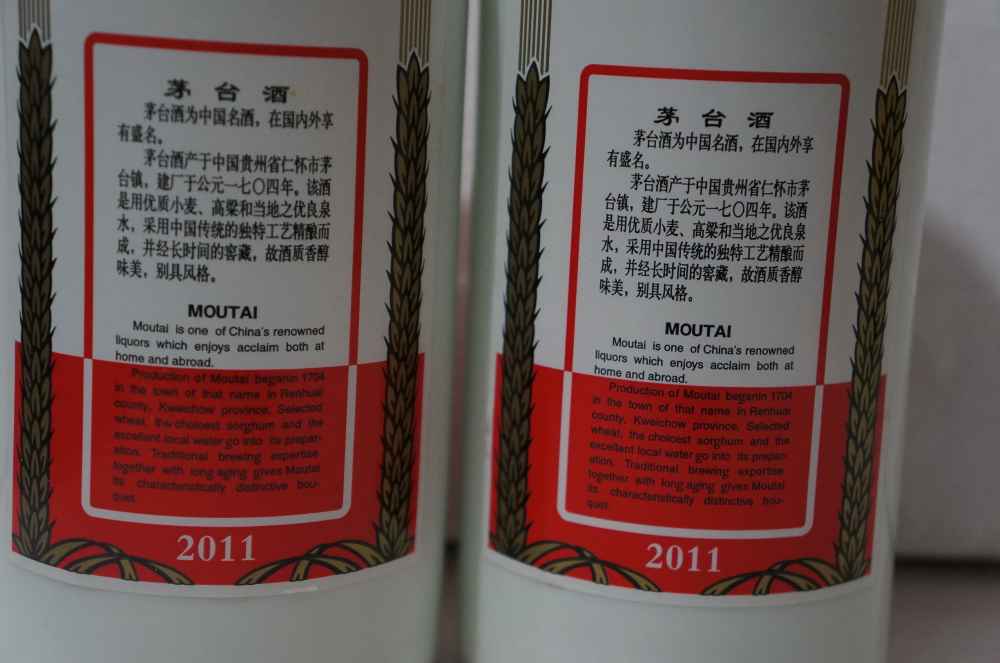 茅台酒
茅台酒为中国名酒，在国内外享
有盛名。
茅台酒产于中国贵州省仁怀市茅
台镇，建厂于公元一七〇四年。该酒
是用优质小麦、高粱和当地之优良泉
水，采用中国传统的独特工艺精酿而
成，并经长时间的窖藏，故酒质香醇
味美，别具风格。
MOUTAI
Moutai is one of China's renowned
liquors which enjoys acclaim both at
home and abroad.
Production of Moutai beganin 1704
in the town of that name in Renhuai
county, Kweichow province, Selected
wheat, the choicest sorghum and the
excellent local water go into its prepar-
ation. Traditional brewing expertise
together with long aging gives Moutai
its characteristically distinctive bou-
quet.
2011
茅台酒
茅台酒为中国名酒，在国内外享
有盛名。
茅台酒产于中国贵州省仁怀市茅
台镇，建厂于公元一七〇四年。该酒
是用优质小麦、高粱和当地之优良泉
水，采用中国传统的独特工艺精酿而
成，并经长时间的窖藏，故酒质香醇
味美，别具风格。
MOUTAI
Moutai is one of China's renowned
liquors which enjoys acclaim both at
home and abroad.
Production of Moutai beganin 1704
in the town of that name in Renhuai
county, Kweichow province, Selected
wheat, the choicest sorghum and the
excellent local water go into its prepar-
ation. Traditional brewing expertise
together with long aging gives Moutai
its characteristically distinctive bou-
quet.
2011